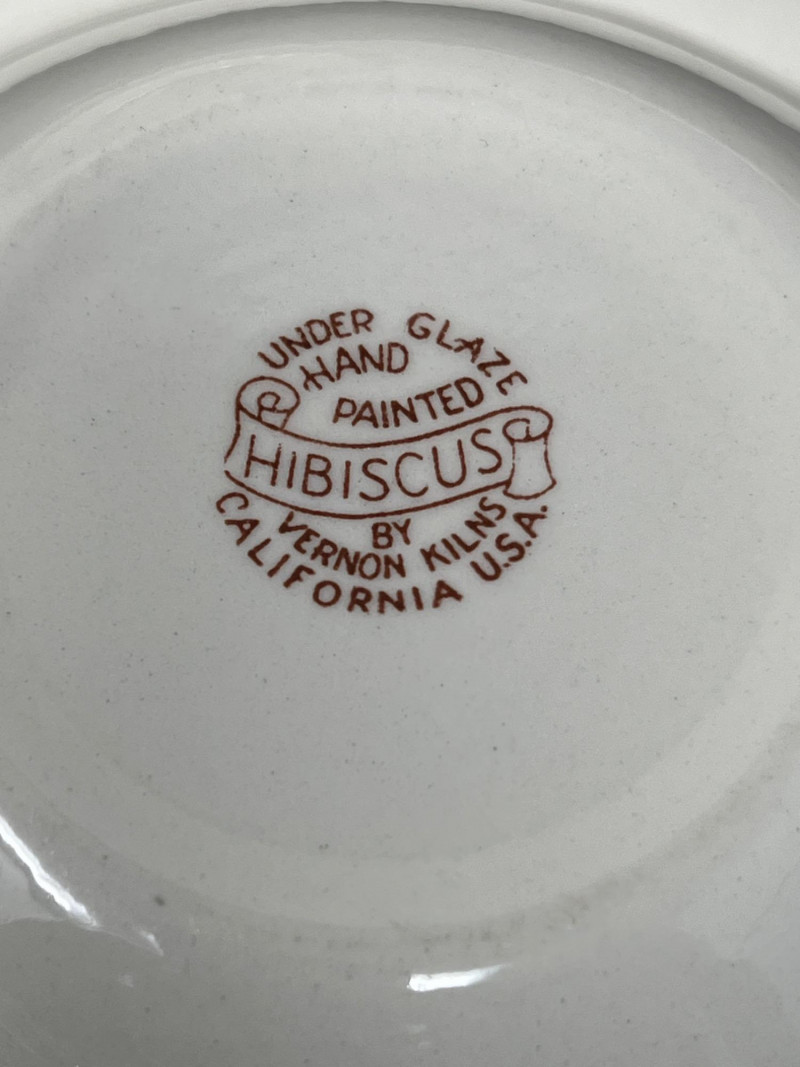 UNDER GLAZE
HAND
PAINTED
HIBISCUS
BY
VERNON KILNS
CALIFORNIA U.S.A.